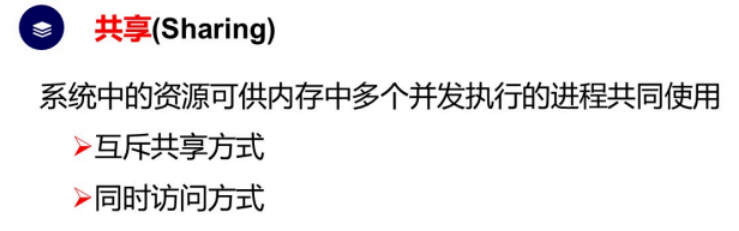 共享(Sharing)
系统中的资源可供内存中多个并发执行的进程共同使用
➢互斥共享方式
➢同时访问方式